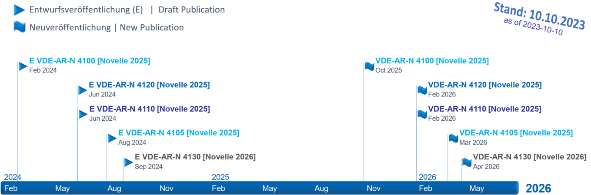 Entwurfsveröffentlichung (E) | Draft Publication
Neuveröffentlichung | New Publication
Stand: 10.10.2023
as of 2023-10-10
E VDE-AR-N 4100 [Novelle 2025]
Feb 2024
VDE-AR-N 4100 [Novelle 2025]
Oct 2025
E VDE-AR-N 4120 [Novelle 2025]
Jun 2024
VDE-AR-N 4120 [Novelle 2025]
Feb 2026
E VDE-AR-N 4110 [Novelle 2025]
Jun 2024
VDE-AR-N 4110 [Novelle 2025]
Feb 2026
E VDE-AR-N 4105 [Novelle 2025]
Aug 2024
VDE-AR-N 4105 [Novelle 2025]
Mar 2026
E VDE-AR-N 4130 [Novelle 2026]
Sep 2024
VDE-AR-N 4130 [Novelle 2026]
Apr 2026
2024 2025 2026
Feb May Aug Nov Feb May Aug Nov Feb May 2026